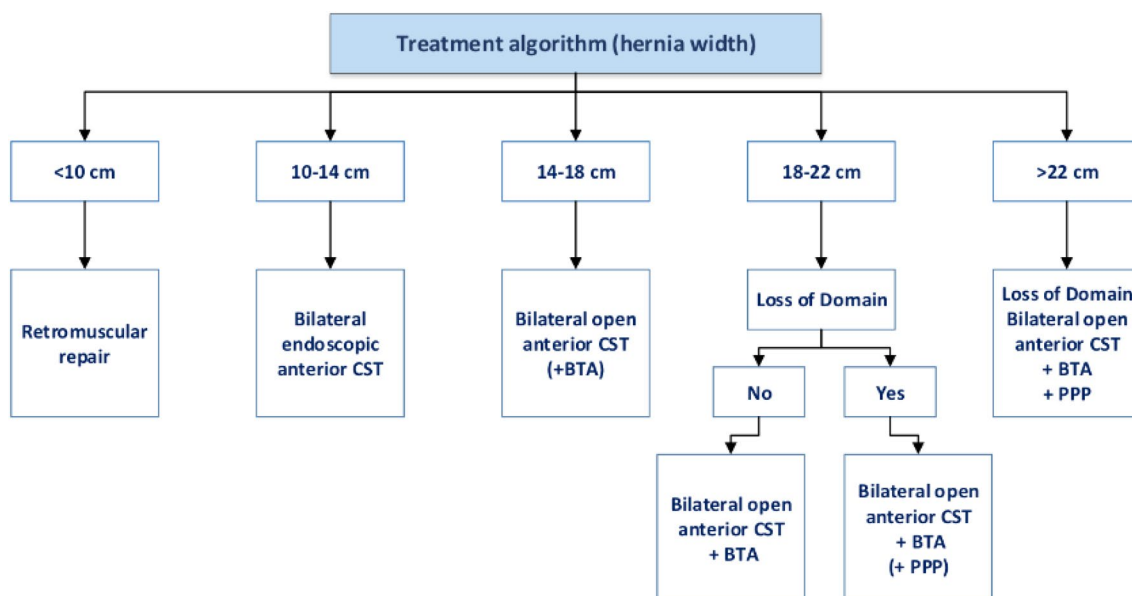 Treatment algorithm (hernia width)
<10 cm
10-14 cm
14-18 cm
18-22 cm
>22 cm
Retromuscular
repair
Bilateral
endoscopic
anterior CST
Bilateral open
anterior CST
(+BTA)
Loss of Domain
Loss of Domain
Bilateral open
anterior CST
+ BTA
+ PPP
No
Yes
Bilateral open
anterior CST
+ BTA
Bilateral open
anterior CST
+ BTA
(+ PPP)